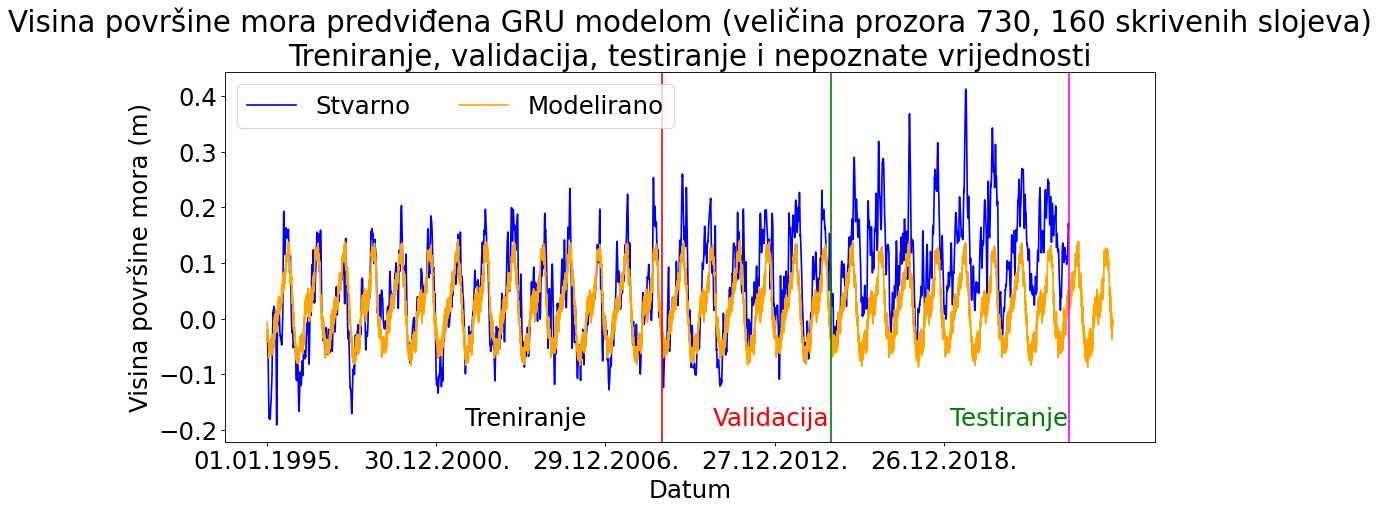 Visina površine mora predviđena GRU modelom (veličina prozora 730, 160 skrivenih slojeva)
Treniranje, validacija, testiranje i nepoznate vrijednosti
Stvarno Modelirano
Visina površine mora (m)
0.4
0.3
0.2
0.1
0.0
−0.1
−0.2
Treniranje Validacija Testiranje
01.01.1995. 30.12.2000. 29.12.2006. 27.12.2012. 26.12.2018.
Datum